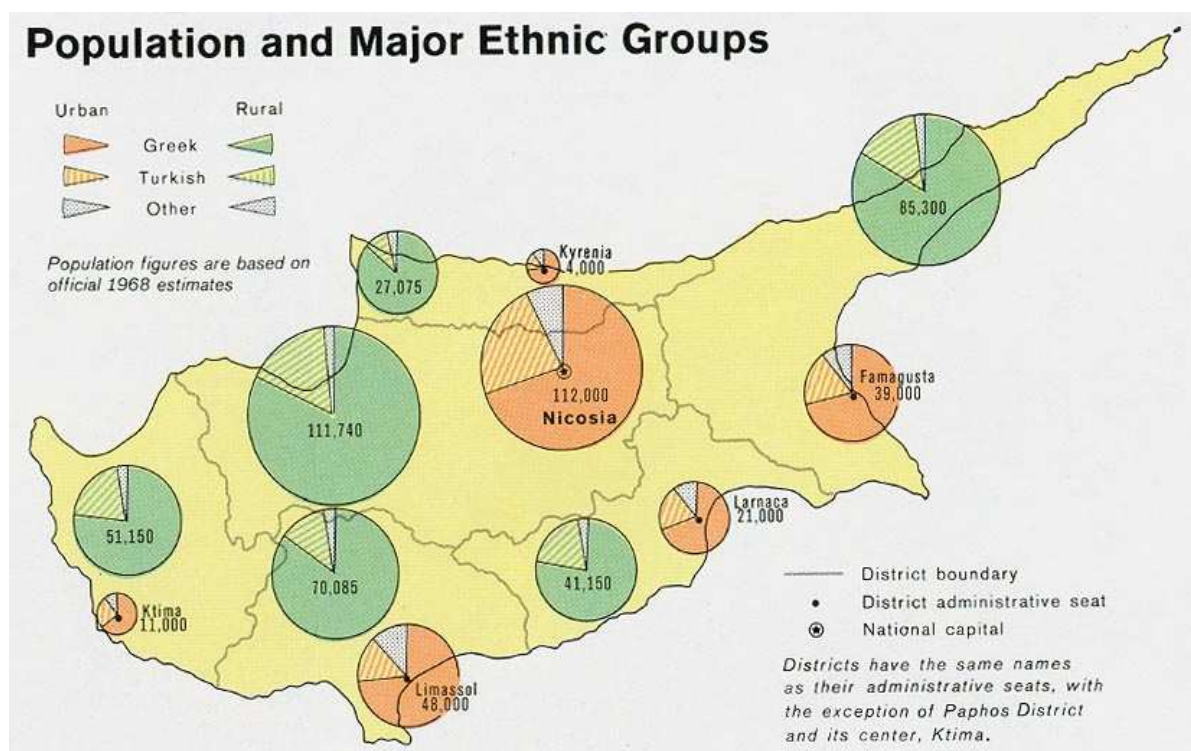 Population and Major Ethnic Groups
Urban Rural
Greek
Turkish
Other
Population figures are based on
official 1968 estimates
85,300
27,075
Kyrenia
4,000
112,000
Nicosia
Famagusta
39,000
111,740
51,150
Larnaca
21,000
70,085
41,150
Ktima
11,000
Limassol
48,000
District boundary
District administrative seat
National capital
Districts have the same names
as their administrative seats, with
the exception of Paphos District
and its center, Ktima.